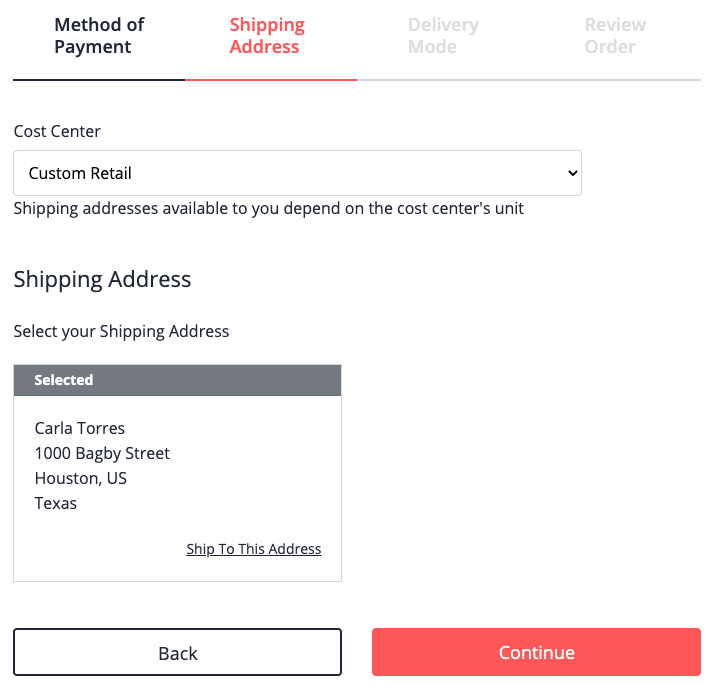 Method of
Payment
Shipping
Address
Delivery
Mode
Review
Order
Cost Center
Custom Retail
Shipping addresses available to you depend on the cost center's unit
Shipping Address
Select your Shipping Address
Selected
Carla Torres
1000 Bagby Street
Houston, US
Texas
Ship To This Address
Back
Continue